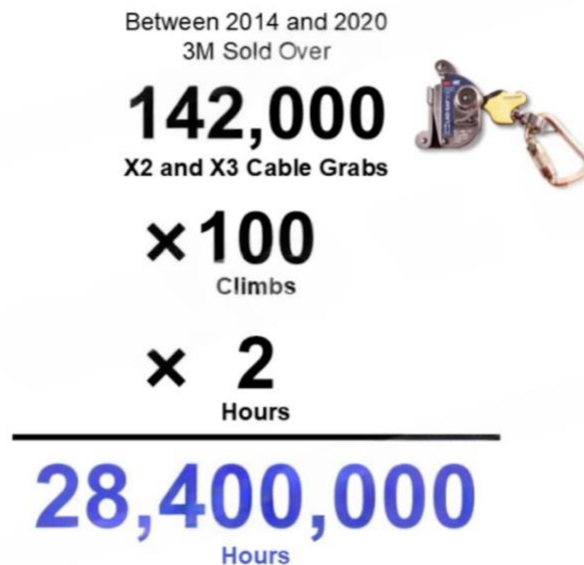 Between 2014 and 2020
3M Sold Over
142,000
X2 and X3 Cable Grabs
×100
Climbs
× 2
Hours
28,400,000
Hours